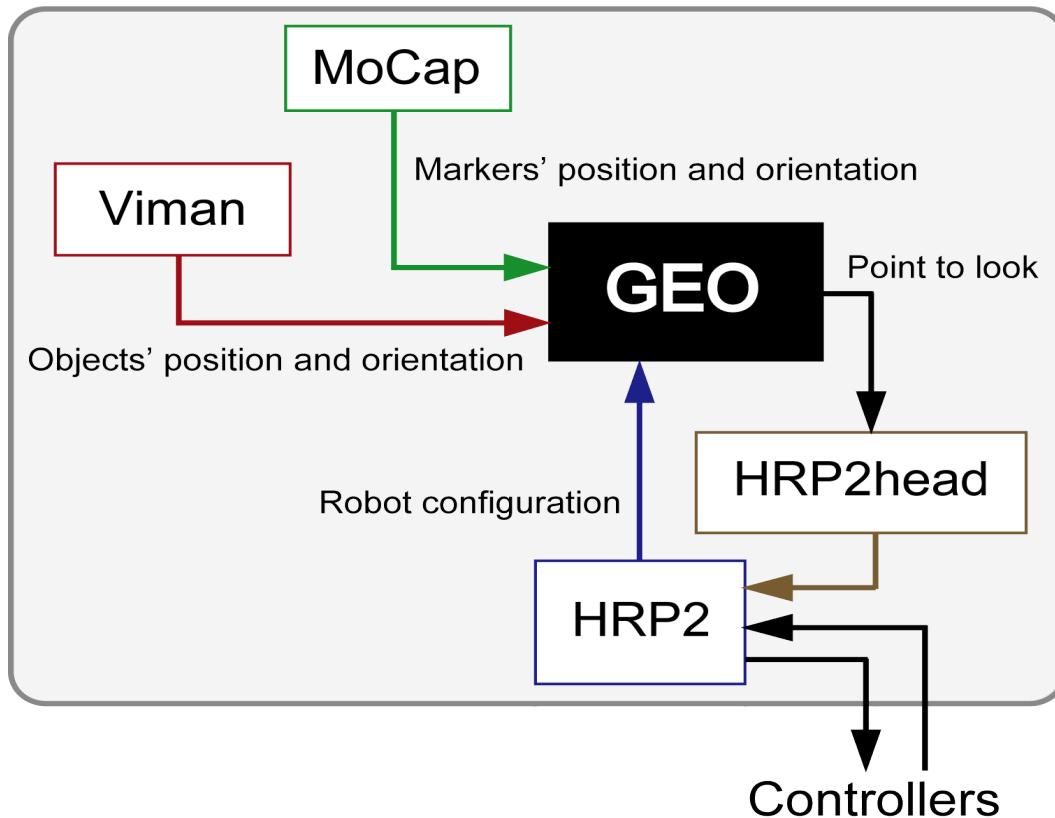 MoCap
Markers’ position and orientation
Viman
GEO
Point to look
Objects’ position and orientation
HRP2head
Robot configuration
HRP2
Controllers